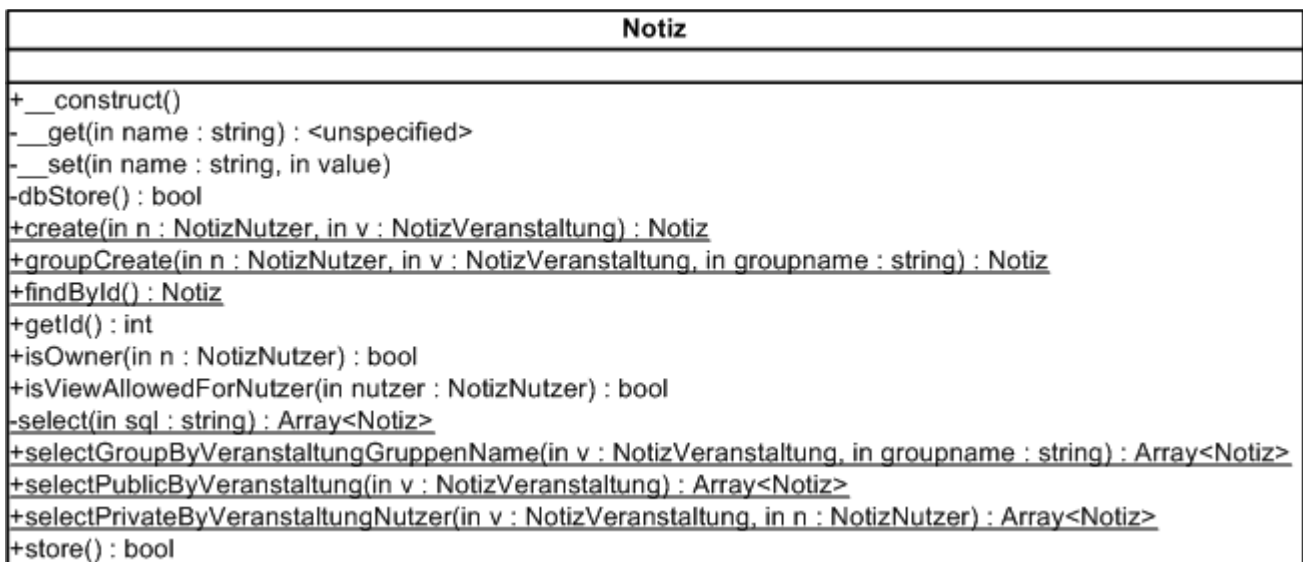 Notiz
+__construct()
-__get(in name : string) : <unspecified>
-__set(in name : string, in value)
-dbStore() : bool
+create(in n : NotizNutzer, in v : NotizVeranstaltung) : Notiz
+groupCreate(in n : NotizNutzer, in v : NotizVeranstaltung, in groupname : string) : Notiz
+findById() : Notiz
+getId() : int
+isOwner(in n : NotizNutzer) : bool
+isViewAllowedForNutzer(in nutzer : NotizNutzer) : bool
-select(in sql : string) : Array<Notiz>
+selectGroupByVeranstaltungGruppenName(in v : NotizVeranstaltung, in groupname : string) : Array<Notiz>
+selectPublicByVeranstaltung(in v : NotizVeranstaltung) : Array<Notiz>
+selectPrivateByVeranstaltungNutzer(in v : NotizVeranstaltung, in n : NotizNutzer) : Array<Notiz>
+store() : bool